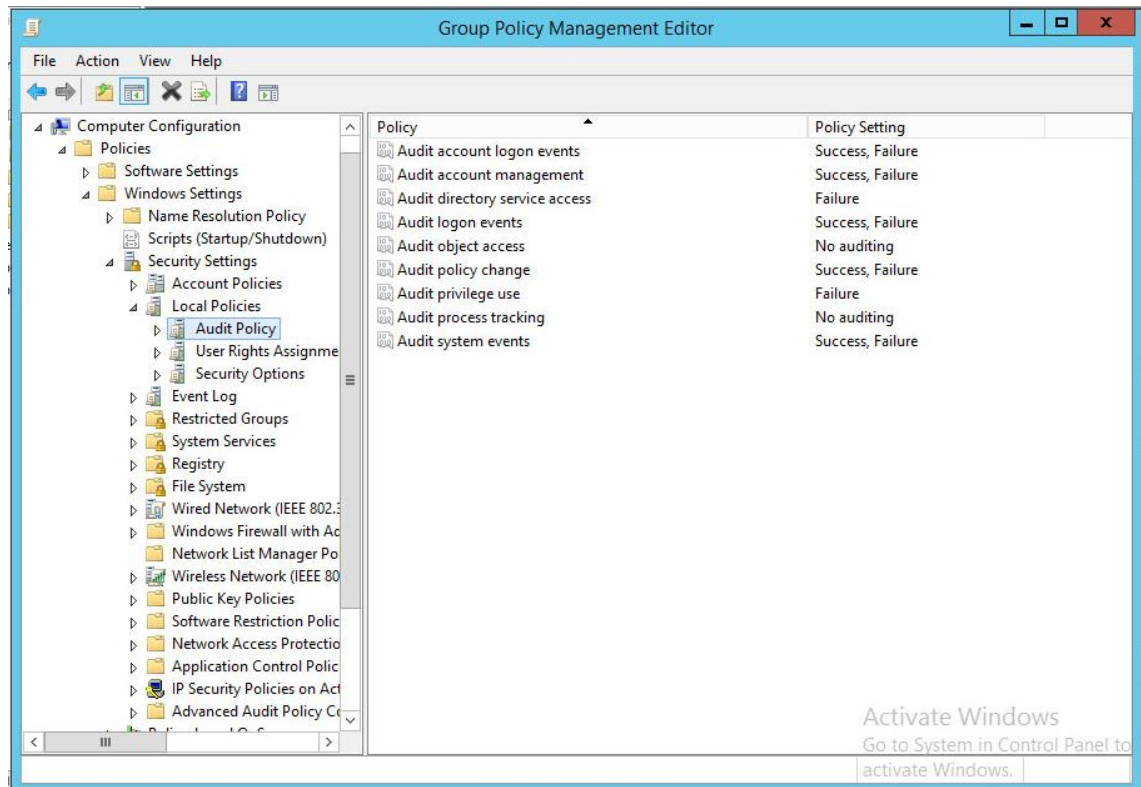 Group Policy Management Editor
File Action View Help
Computer Configuration
Policies
Software Settings
Windows Settings
Name Resolution Policy
Scripts (Startup/Shutdown)
Security Settings
Account Policies
Local Policies
Audit Policy
User Rights Assignme
Security Options
Event Log
Restricted Groups
System Services
Registry
File System
Wired Network (IEEE 802.3
Windows Firewall with Ad
Network List Manager Po
Wireless Network (IEEE 80
Public Key Policies
Software Restriction Polic
Network Access Protectio
Application Control Polic
IP Security Policies on Act
Advanced Audit Policy Co
Policy Policy Setting
Audit account logon events Success, Failure
Audit account management Success, Failure
Audit directory service access Failure
Audit logon events Success, Failure
Audit object access No auditing
Audit policy change Success, Failure
Audit privilege use Failure
Audit process tracking No auditing
Audit system events Success, Failure
Activate Windows
Go to System in Control Panel to
activate Windows.